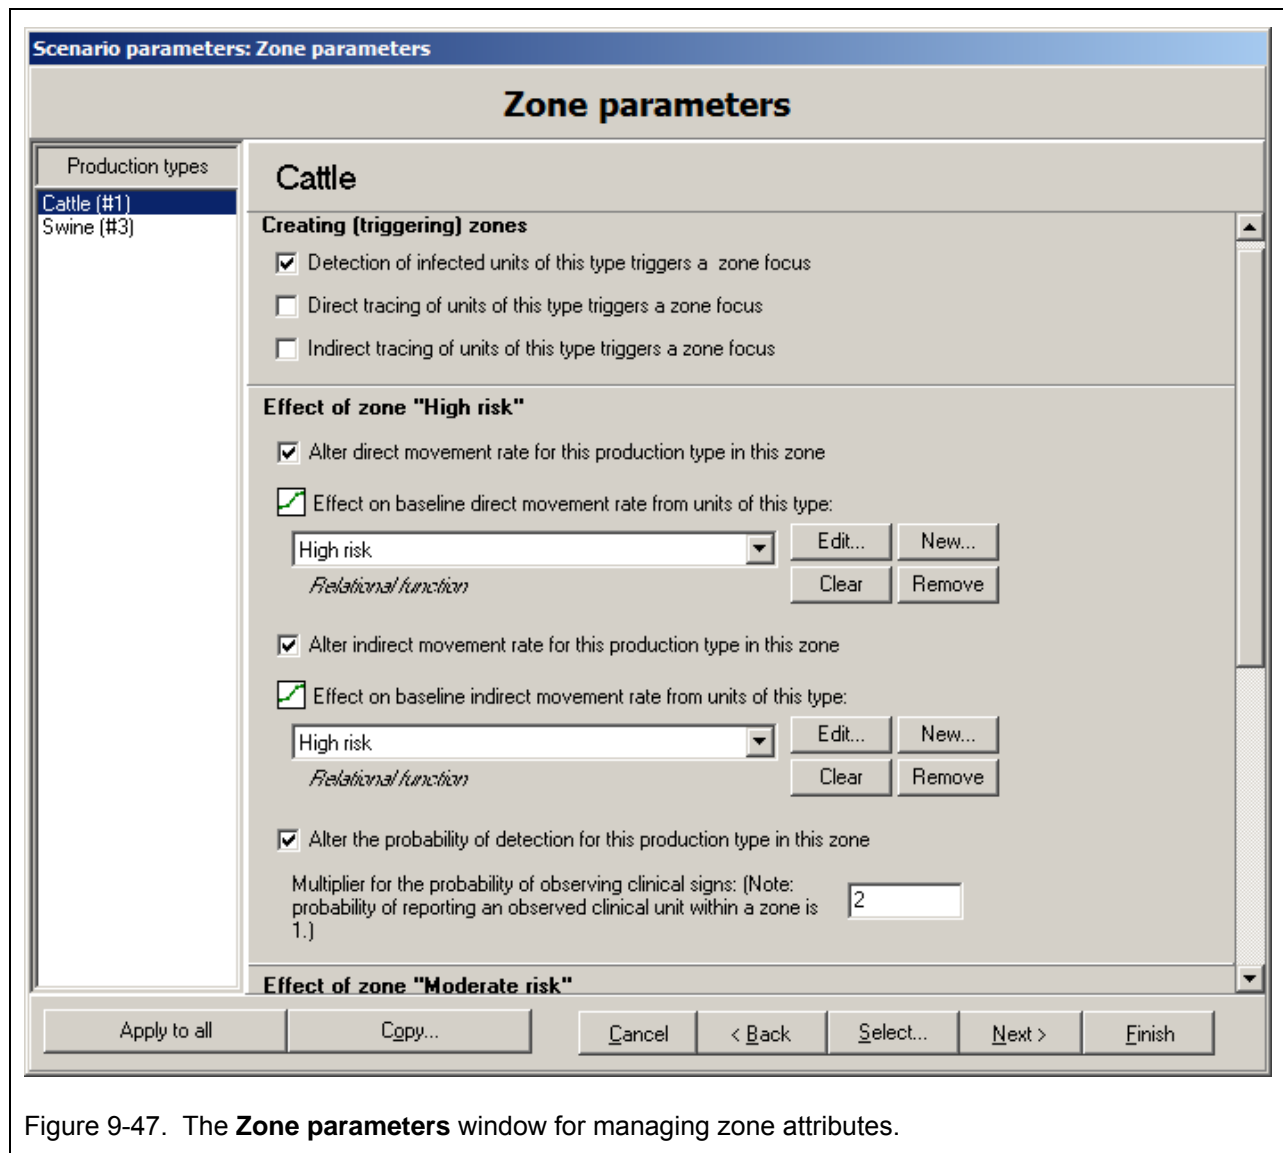 Scenario parameters: Zone parameters
Zone parameters
Production types
Cattle (#1)
Swine (#3)
Cattle
Creating (triggering) zones
Detection of infected units of this type triggers a  zone focus
Direct tracing of units of this type triggers a zone focus
Indirect tracing of units of this type triggers a zone focus
Effect of zone "High risk"
Alter direct movement rate for this production type in this zone
Effect on baseline direct movement rate from units of this type:
High risk
Edit...
New...
Relational function
Clear
Remove
Alter indirect movement rate for this production type in this zone
Effect on baseline indirect movement rate from units of this type:
High risk
Edit...
New...
Relational function
Clear
Remove
Alter the probability of detection for this production type in this zone
Multiplier for the probability of observing clinical signs: (Note:
probability of reporting an observed clinical unit within a zone is
1.)
2
Effect of zone "Moderate risk"
Apply to all
Copy...
Cancel
< Back
Select...
Next >
Finish
Figure 9-47.  The Zone parameters window for managing zone attributes.